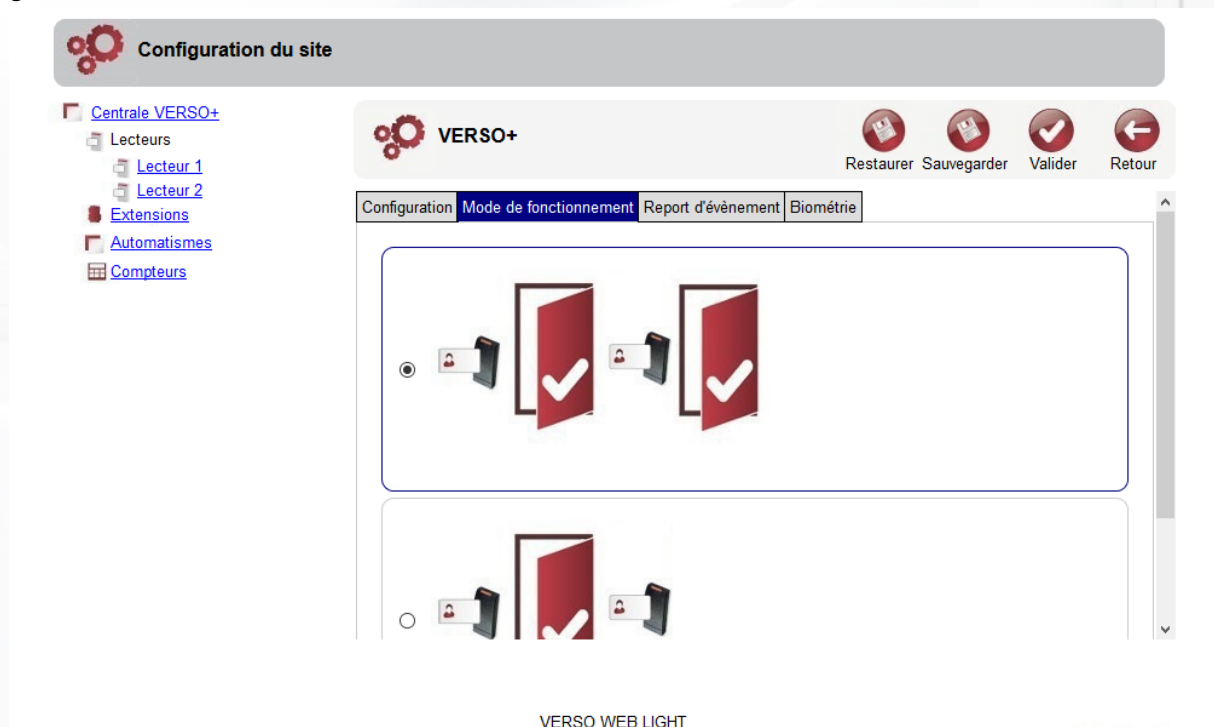 Configuration du site
Centrale VERSO+
Lecteurs
Lecteur 1
Lecteur 2
Extensions
Automatismes
Compteurs
VERSO+
Restaurer Sauvegarder Valider Retour
Configuration Mode de fonctionnement Report d'évènement Biométrie
VERSO WEB LIGHT